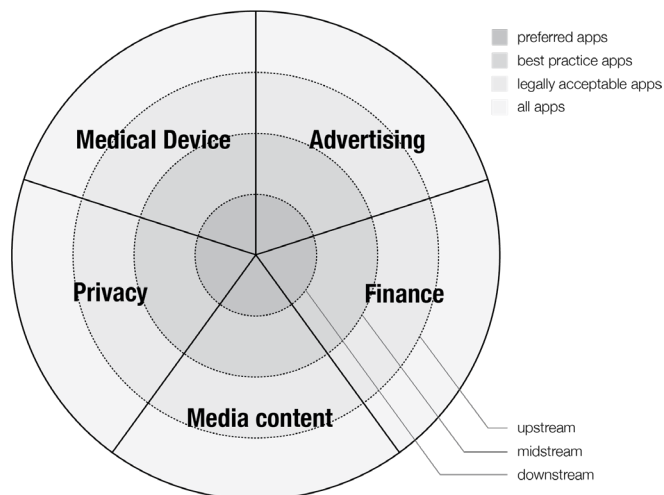 preferred apps
best practice apps
legally acceptable apps
all apps
Medical Device
Advertising
Privacy
Finance
Media content
upstream
midstream
downstream